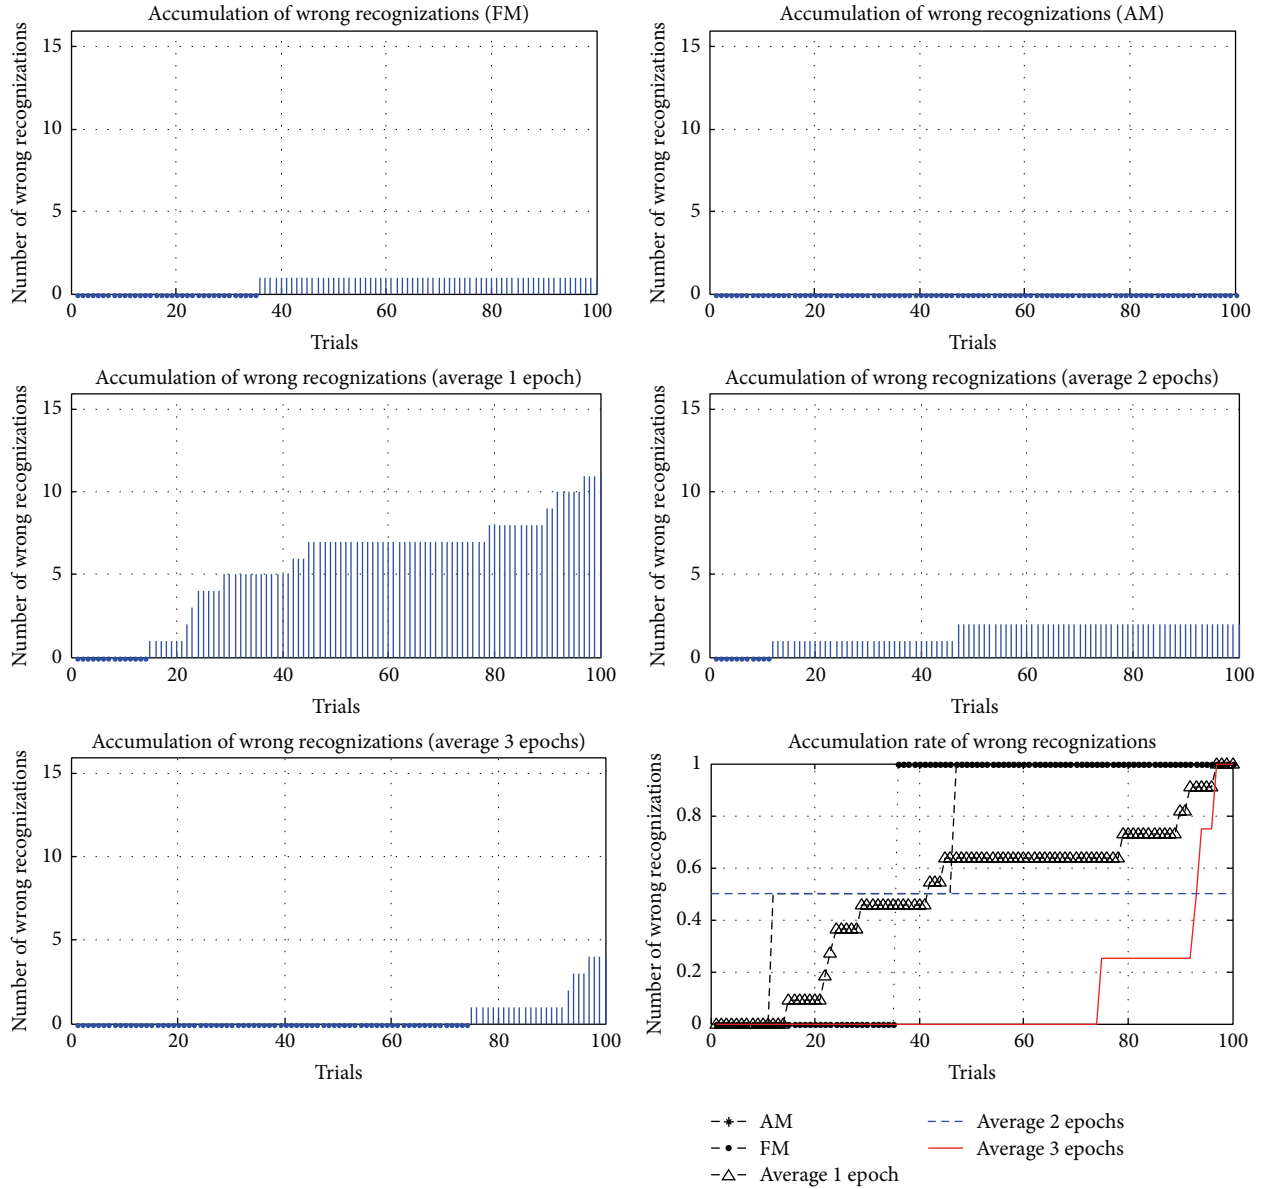 Accumulation of wrong recognizations (FM)
Number of wrong recognizations
15
10
5
0
0 20 40 60 80 100
Trials
Accumulation of wrong recognizations (AM)
Number of wrong recognizations
15
10
5
0
0 20 40 60 80 100
Trials
Accumulation of wrong recognizations (average 1 epoch)
Number of wrong recognizations
15
10
5
0
0 20 40 60 80 100
Trials
Accumulation of wrong recognizations (average 2 epochs)
Number of wrong recognizations
15
10
5
0
0 20 40 60 80 100
Trials
Accumulation of wrong recognizations (average 3 epochs)
Number of wrong recognizations
15
10
5
0
0 20 40 60 80 100
Trials
Accumulation rate of wrong recognizations
Number of wrong recognizations
1
0.8
0.6
0.4
0.2
0
0 20 40 60 80 100
Trials
AM
FM
Average 1 epoch
Average 2 epochs
Average 3 epochs